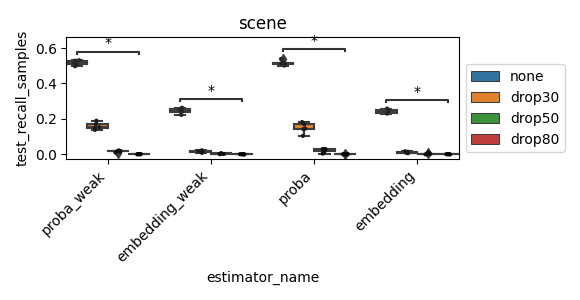 scene
test_recall_samples
0.6
0.4
0.2
0.0
*
*
*
*
proba_weak
embedding_weak
proba
embedding
estimator_name
none
drop30
drop50
drop80